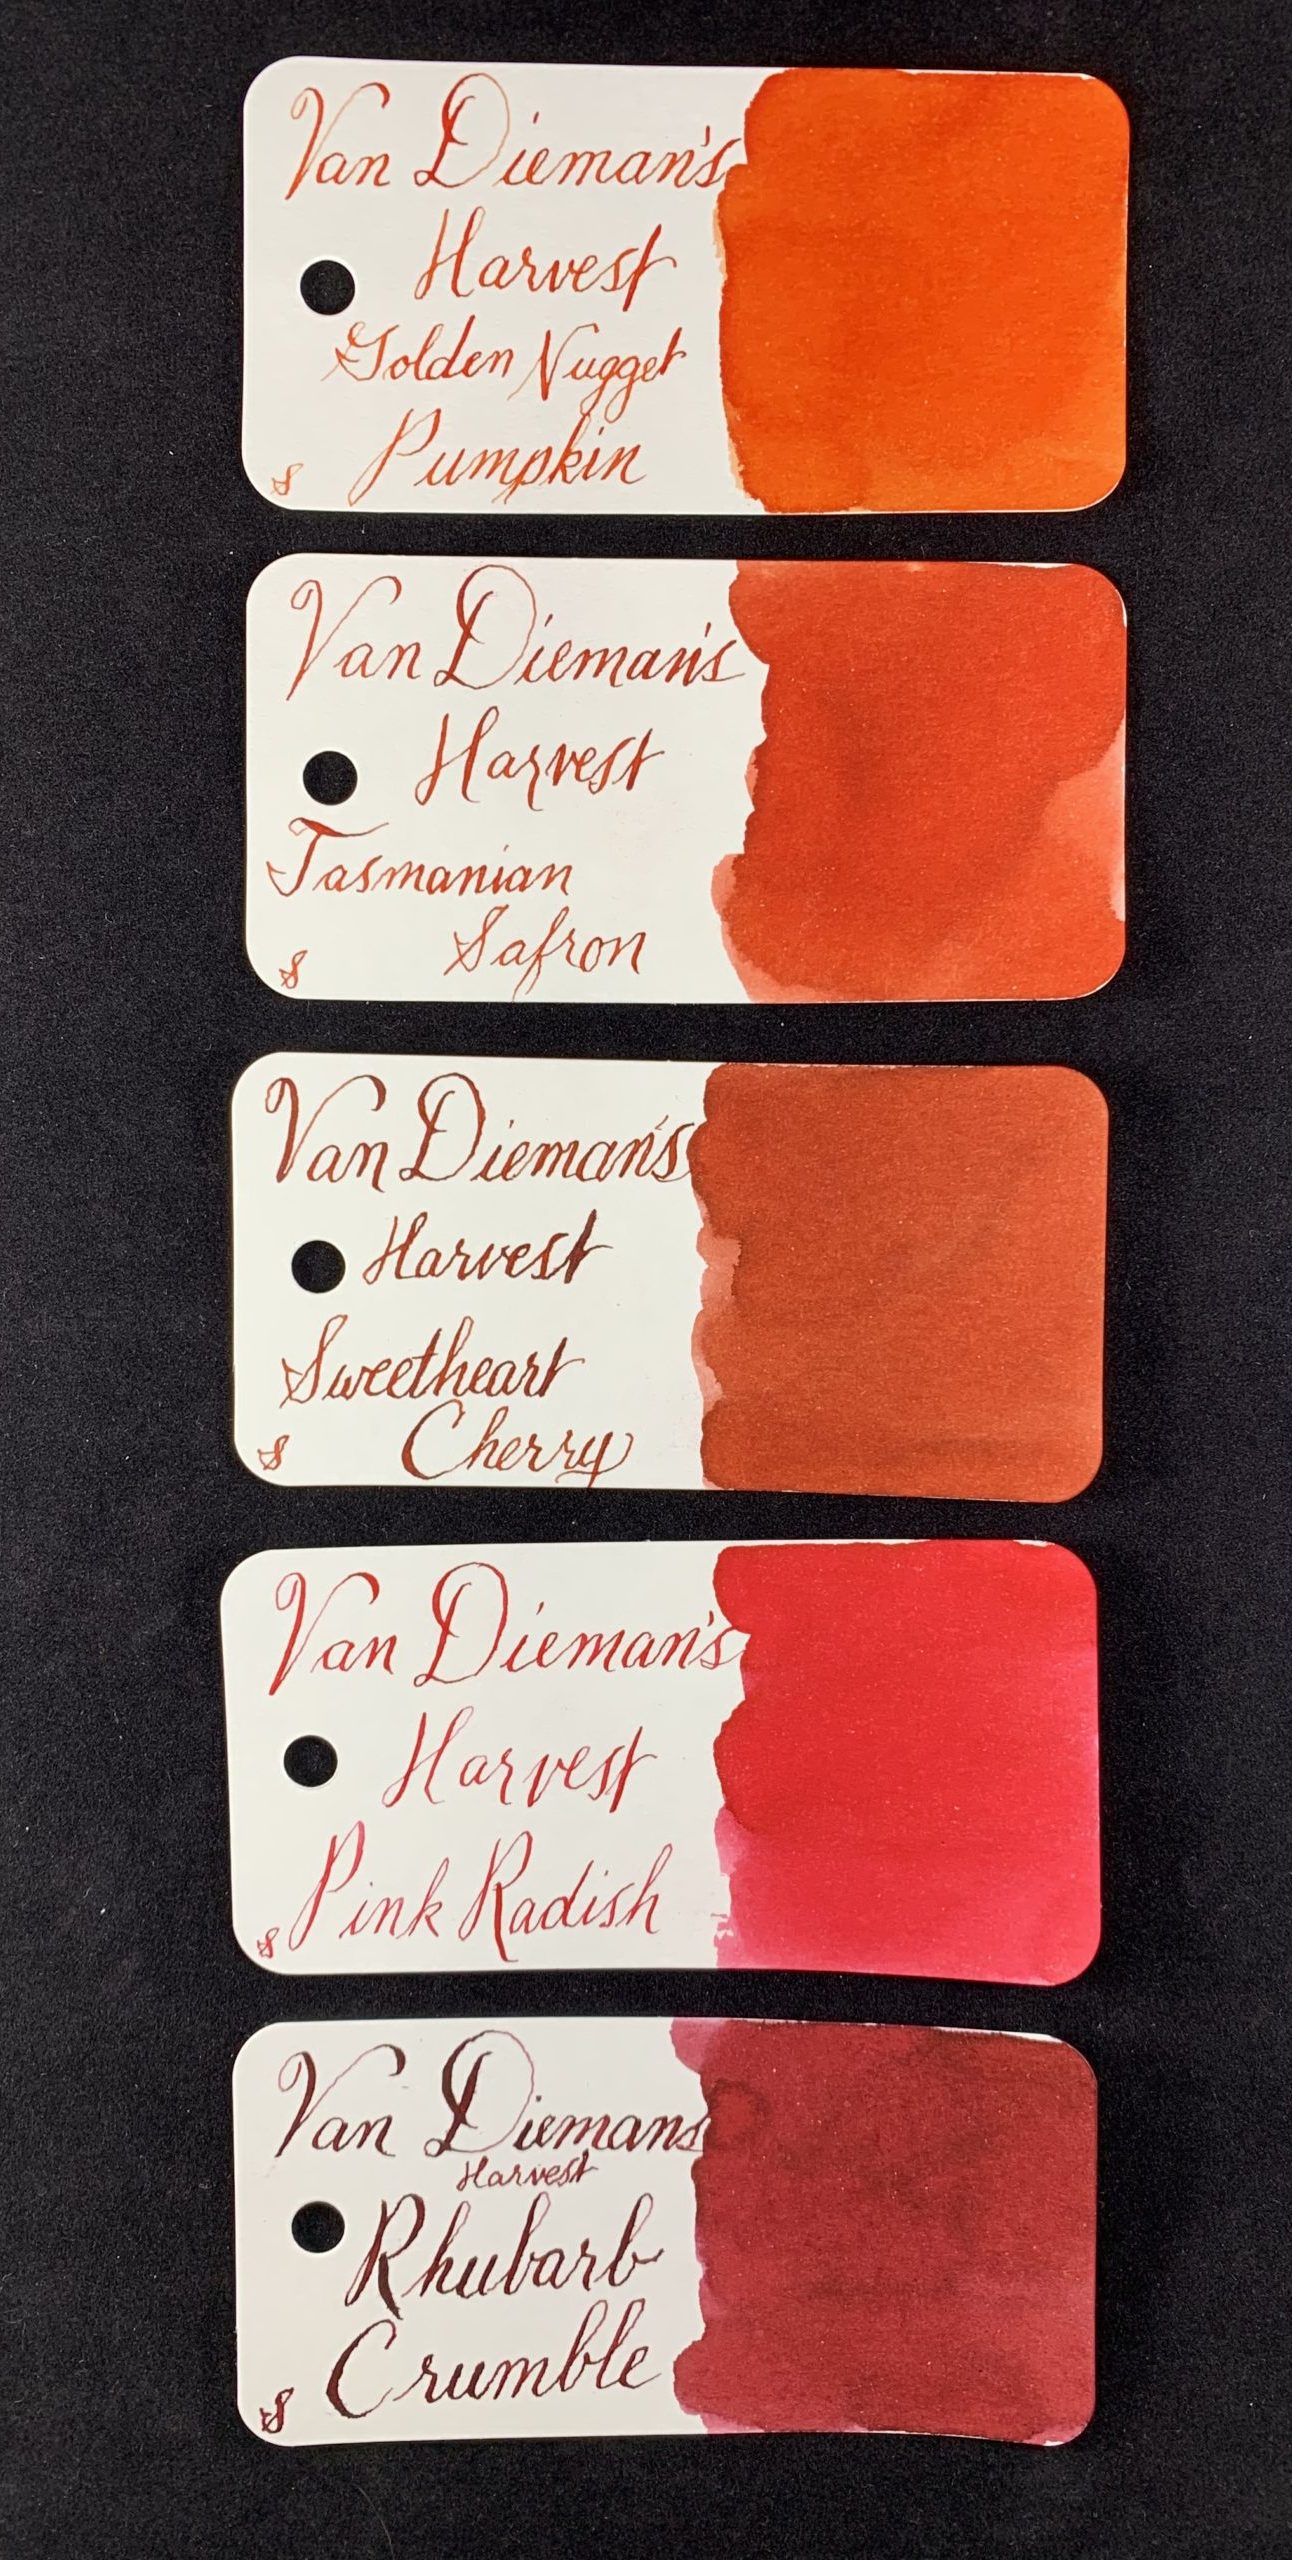 Van Dieman's
Harvest
Golden Nugget
Pumpkin
S
Van Dieman's
Harvest
Tasmanian
Safron
S
Van Dieman's
Harvest
Sweetheart
Cherry
S
Van Dieman's
Harvest
Pink Radish
S
Van Diemans
Harvest
Rhubarb
Crumble
S